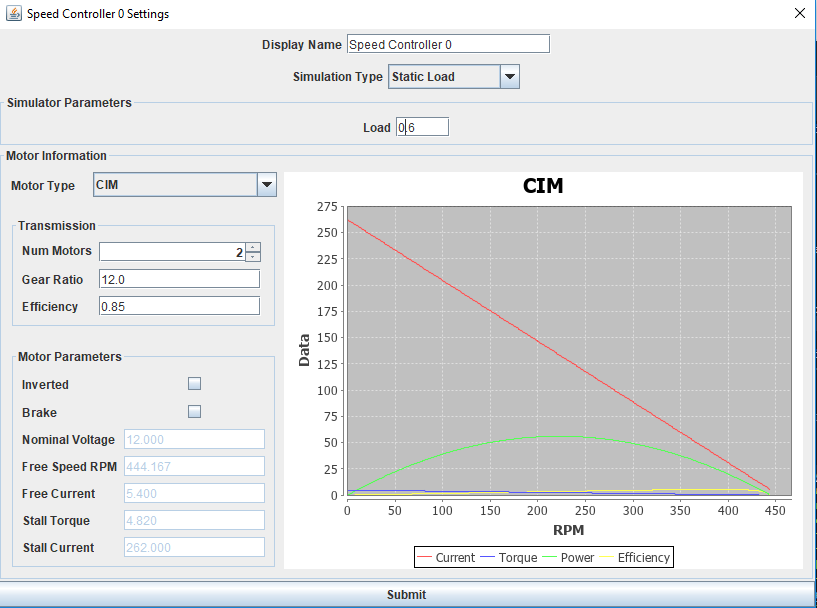 Speed Controller 0 Settings
Display Name Speed Controller 0
Simulation Type Static Load
Simulator Parameters
Load 0.6
Motor Information
Motor Type CIM
Transmission
Num Motors 2
Gear Ratio 12.0
Efficiency 0.85
Motor Parameters
Inverted
Brake
Nominal Voltage 12.000
Free Speed RPM 444.167
Free Current 5.400
Stall Torque 4.820
Stall Current 262.000
CIM
Data
275
250
225
200
175
150
125
100
75
50
25
0
0 50 100 150 200 250 300 350 400 450
RPM
Current Torque Power Efficiency
Submit